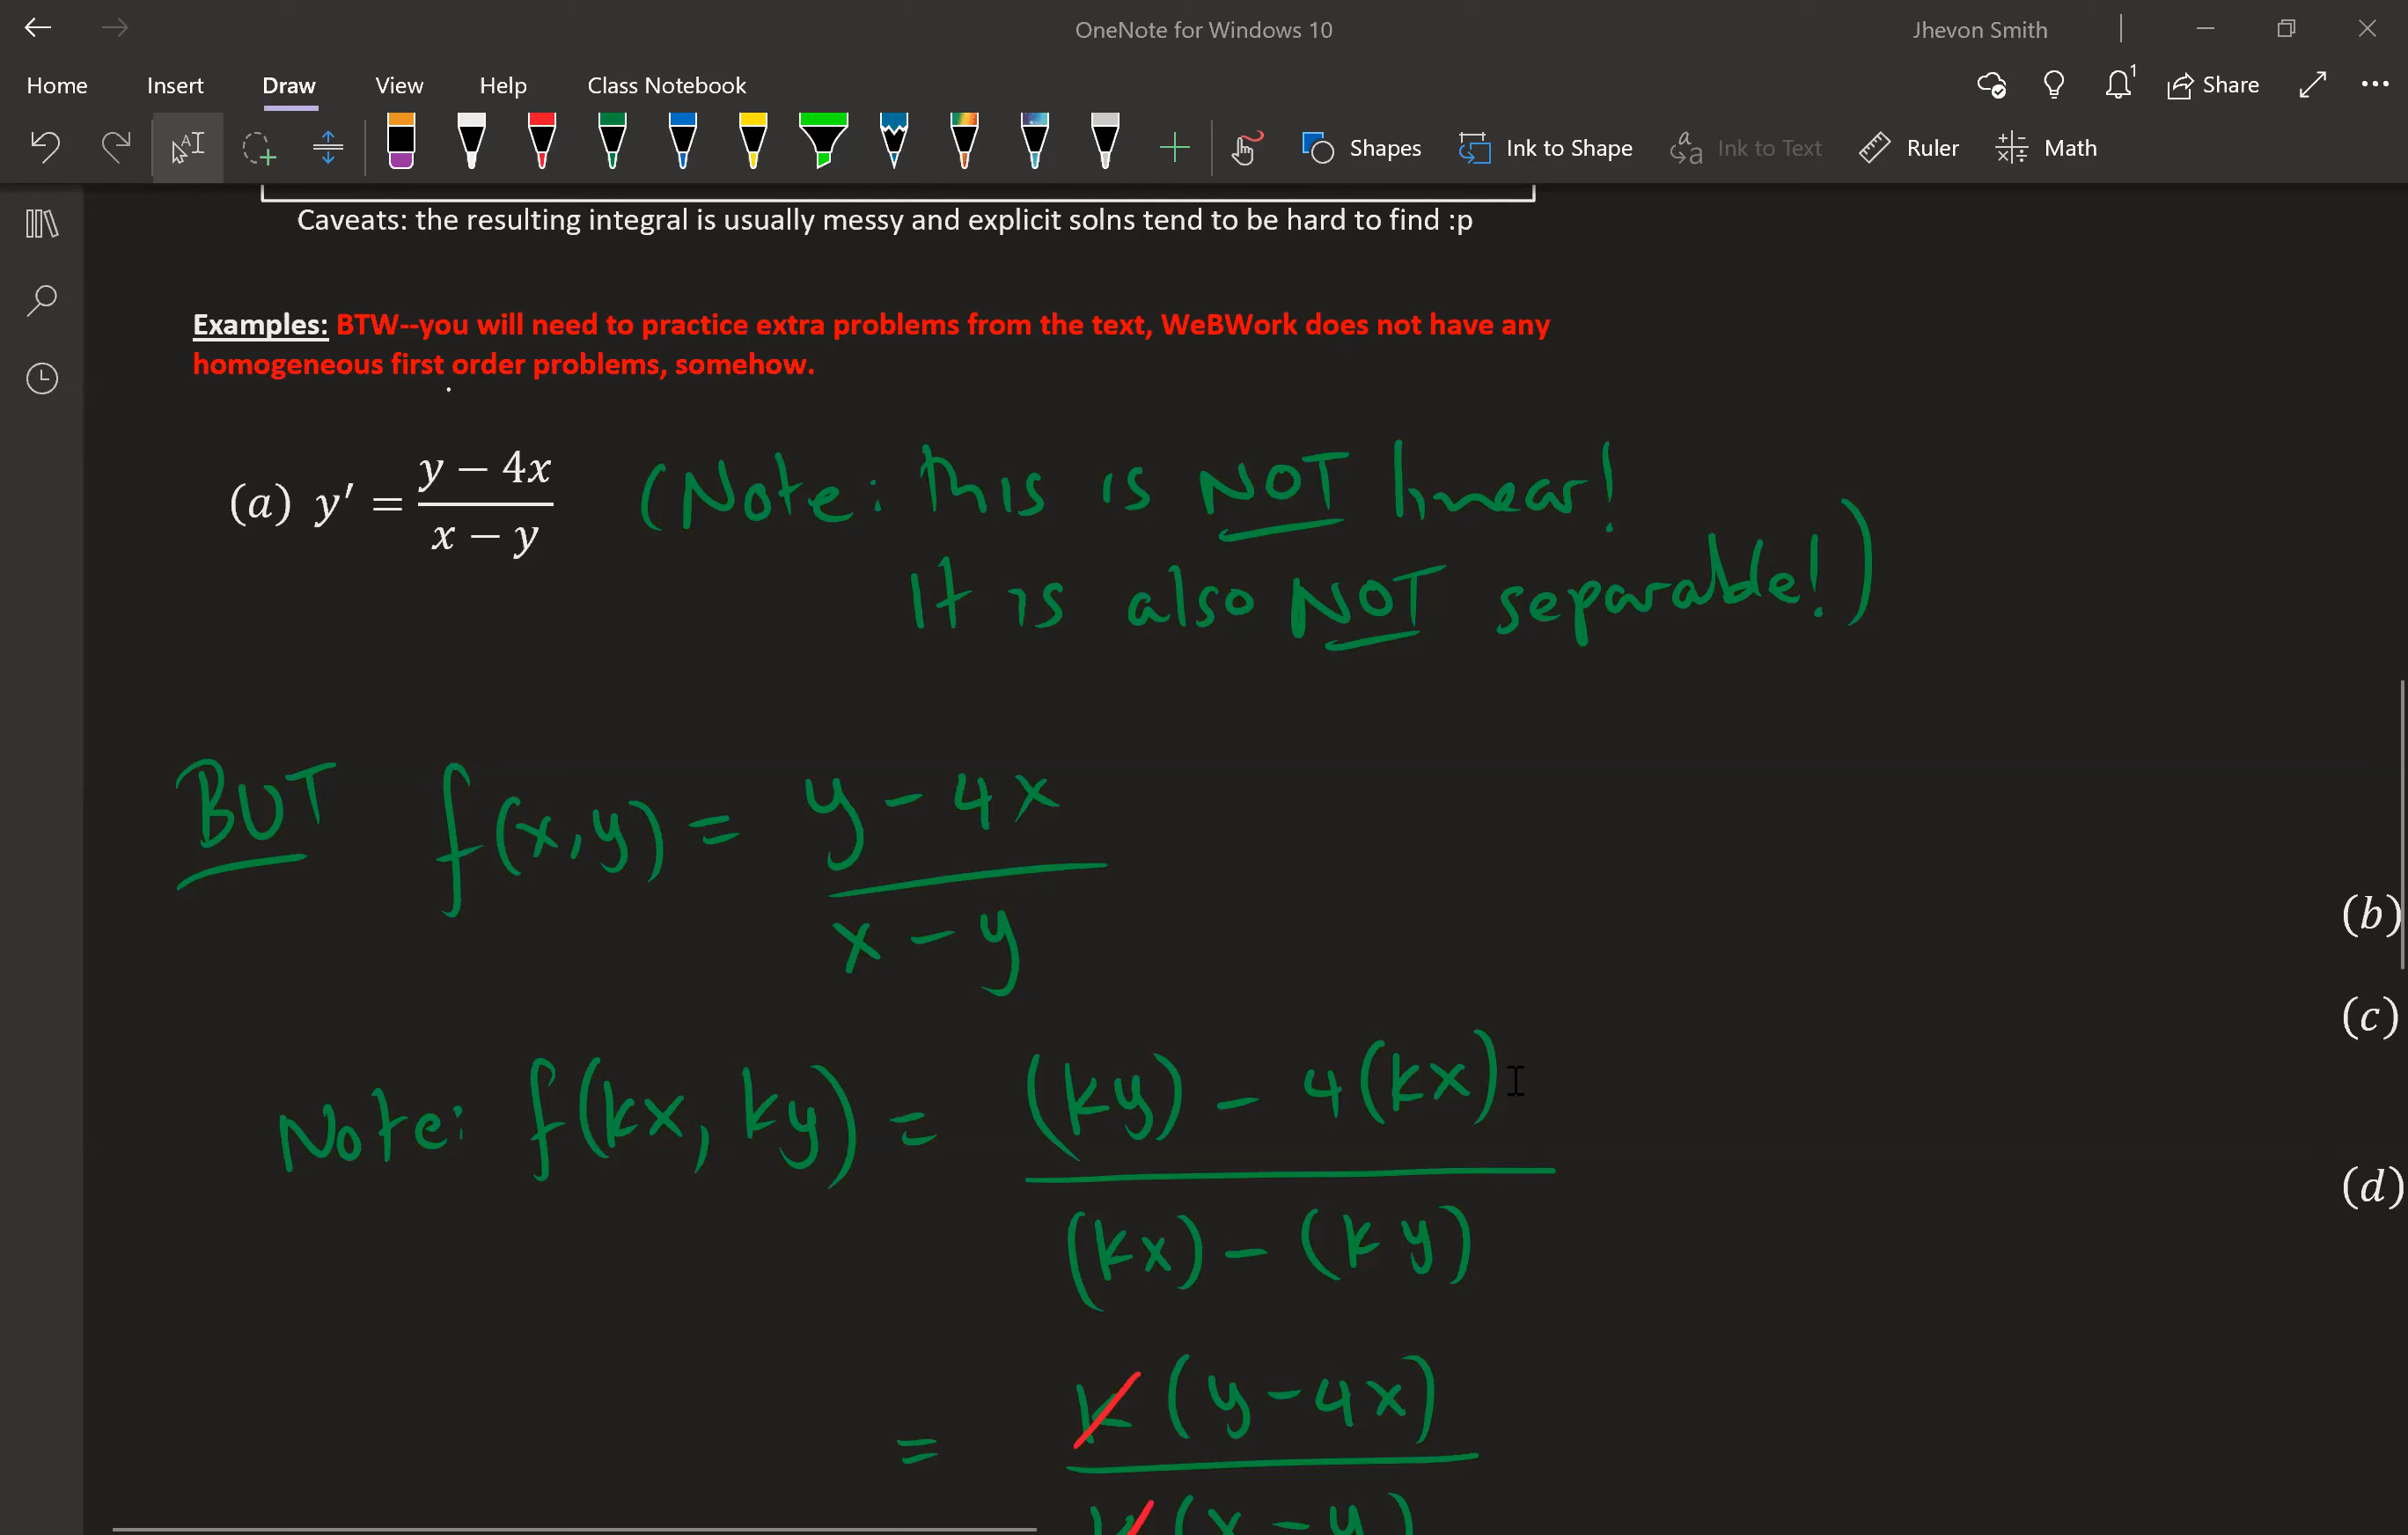 OneNote for Windows 10
Jhevon Smith
Home Insert Draw View Help Class Notebook
1 Share
Shapes Ink to Shape Ink to Text Ruler Math
Caveats: the resulting integral is usually messy and explicit solns tend to be hard to find :p
Examples: BTW--you will need to practice extra problems from the text, WeBWork does not have any
homogeneous first order problems, somehow.
(a) y′ = (y − 4x)/(x − y)
(Note: this is NOT linear!
It is also NOT separable!)
BUT f(x,y) = (y − 4x)/(x − y)
(b)
(c)
Note: f(kx, ky) = ((ky) − 4(kx))/((kx) − (ky))
(d)
= k(y − 4x)/k(x − y)